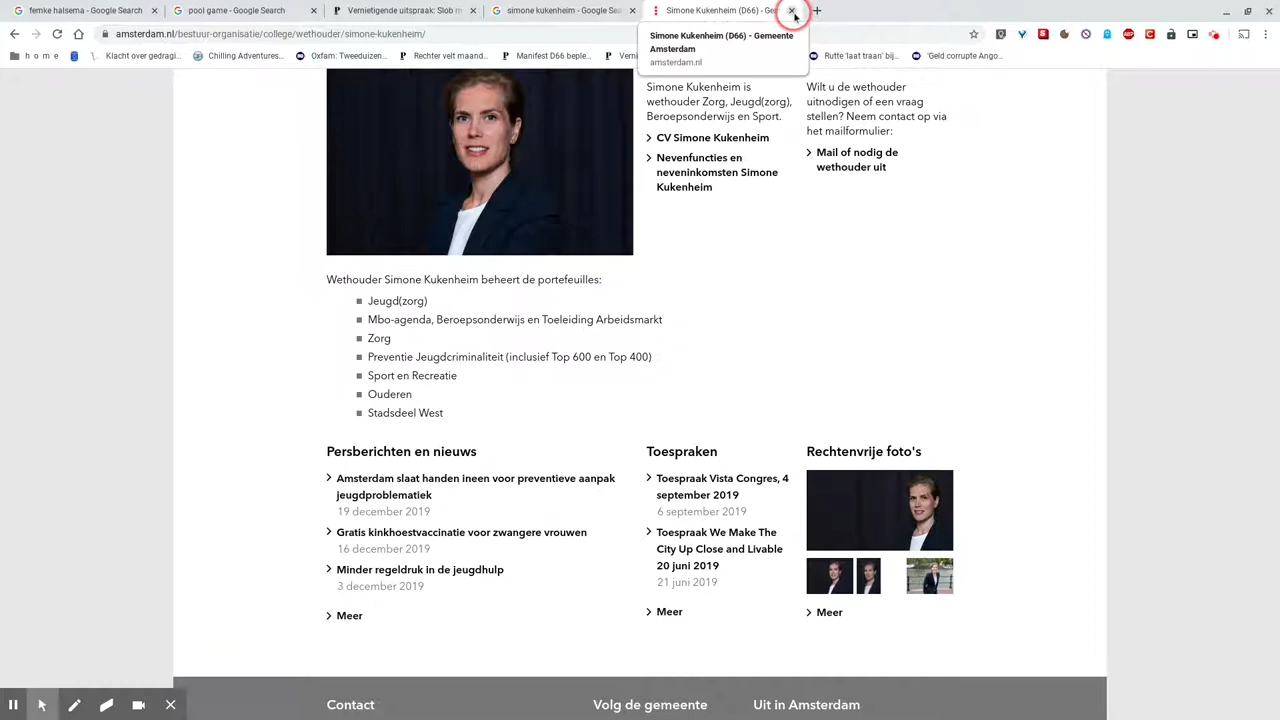 femke halsema - Google Search
pooi game - Google Search
Vernietigende uitspraak: Slob m
simone kukenheim - Google Sea
Simone Kukenheim (D66) - Gem
amsterdam.nl/bestuur-organisatie/college/wethouder/simone-kukenheim/
h o m e
Klacht over gedragi...
Chilling Adventures...
Oxfam: Tweeduizen...
Rechter velt maand...
Manifest D66 beple...
Verni
Rutte 'laat traan' bij...
'Geld corrupte Ango...
Simone Kukenheim (D66) - Gemeente
Amsterdam
amsterdam.nl
Simone Kukenheim is
wethouder Zorg, Jeugd(zorg),
Beroepsonderwijs en Sport.
CV Simone Kukenheim
Nevenfuncties en
neveninkomsten Simone
Kukenheim
Wilt u de wethouder
uitnodigen of een vraag
stellen? Neem contact op via
het mailformulier:
Mail of nodig de
wethouder uit
Wethouder Simone Kukenheim beheert de portefeuilles:
Jeugd(zorg)
Mbo-agenda, Beroepsonderwijs en Toeleiding Arbeidsmarkt
Zorg
Preventie Jeugdcriminaliteit (inclusief Top 600 en Top 400)
Sport en Recreatie
Ouderen
Stadsdeel West
Persberichten en nieuws
Amsterdam slaat handen ineen voor preventieve aanpak
jeugdproblematiek
19 december 2019
Gratis kinkhoestvaccinatie voor zwangere vrouwen
16 december 2019
Minder regeldruk in de jeugdhulp
3 december 2019
Meer
Toespraken
Toespraak Vista Congres, 4
september 2019
6 september 2019
Toespraak We Make The
City Up Close and Livable
20 juni 2019
21 juni 2019
Meer
Rechtenvrije foto's
Meer
Contact
Volg de gemeente
Uit in Amsterdam